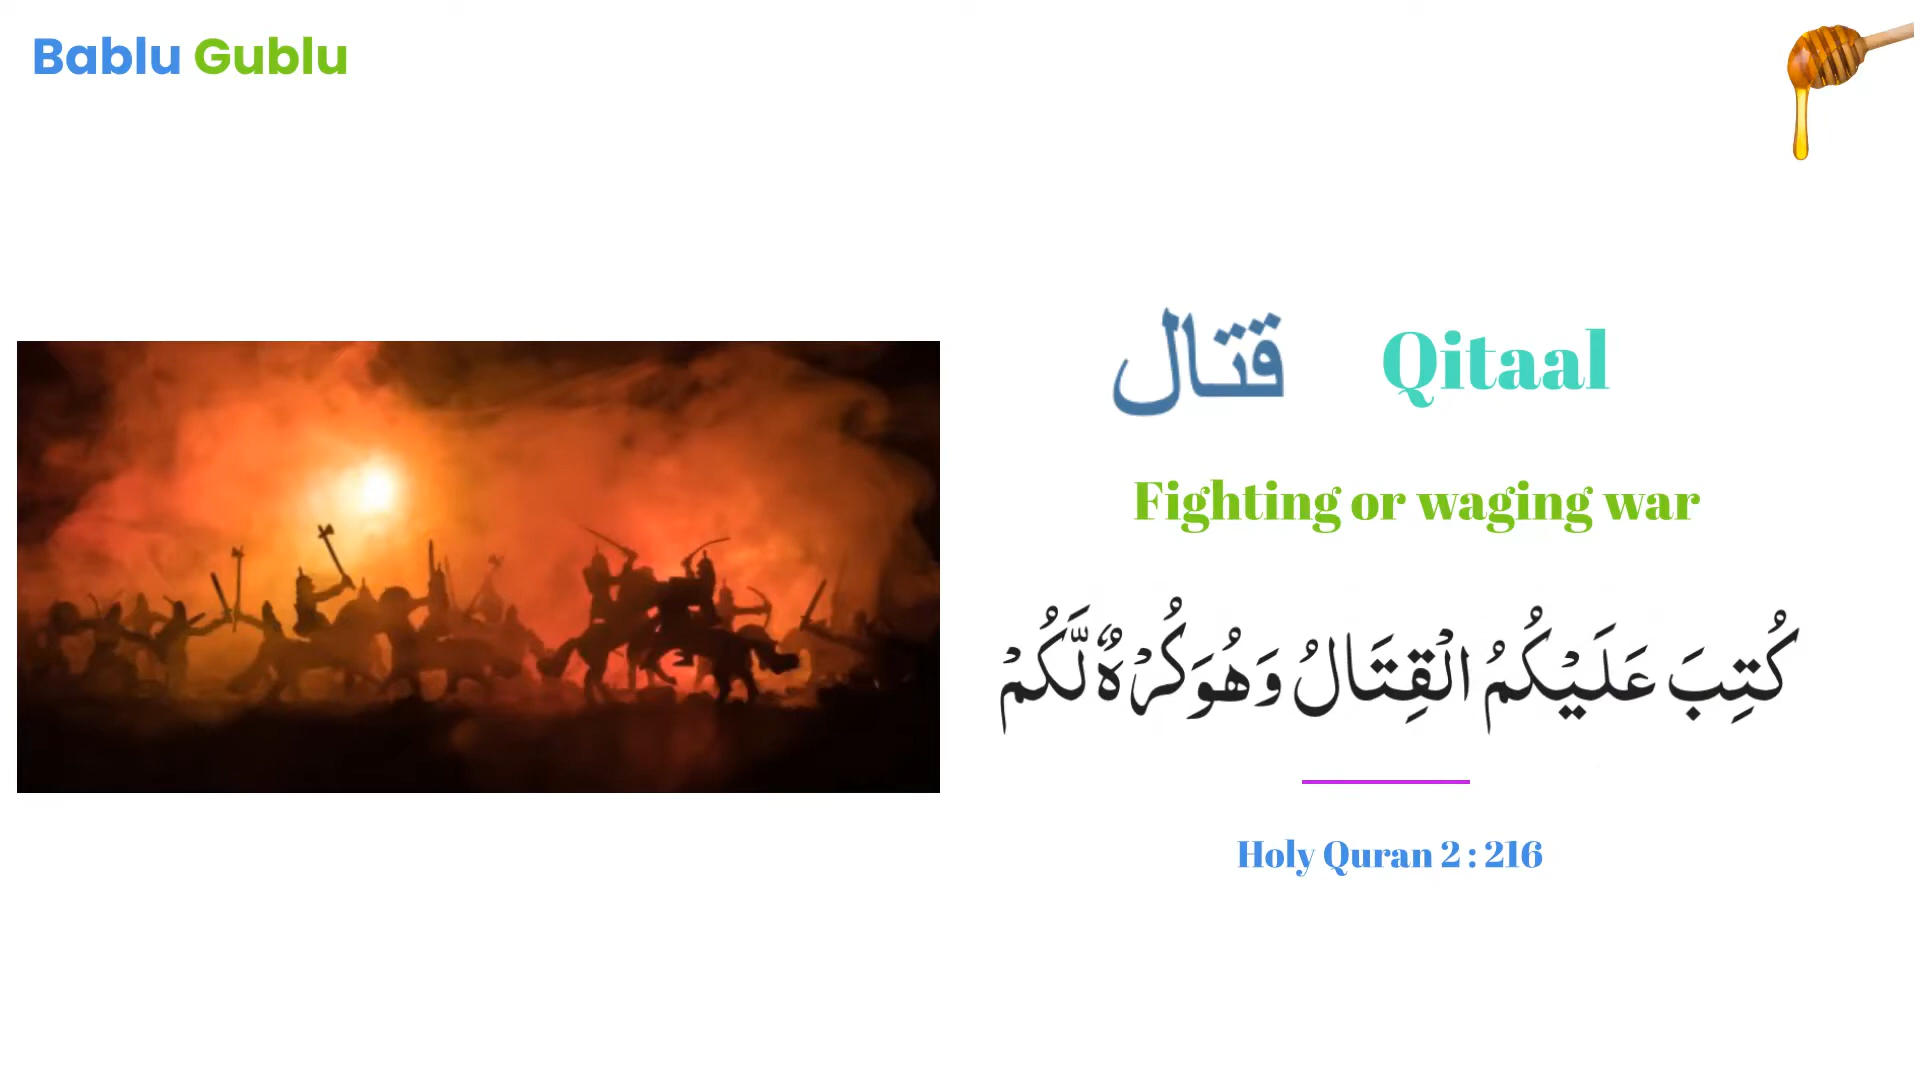 Bablu Gublu
قتال Qitaal
Fighting or waging war
كُتِبَ عَلَيْكُمُ الْقِتَالُ وَهُوَ كُرْهٌ لَّكُمْ
Holy Quran 2 : 216